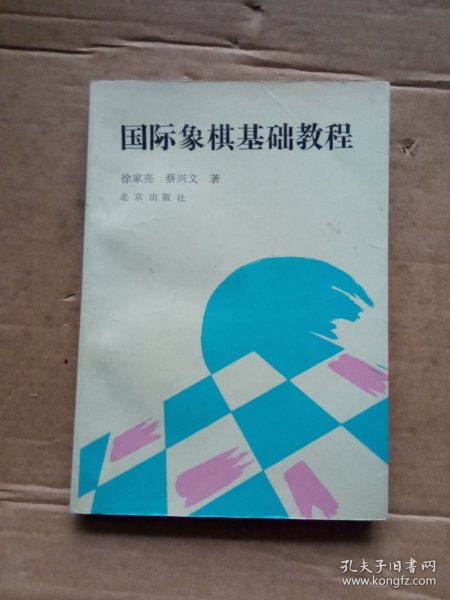 国际象棋基础教程
徐家亮 蔡兴文 著
北京出版社
孔夫子旧书网
www.kongfz.com